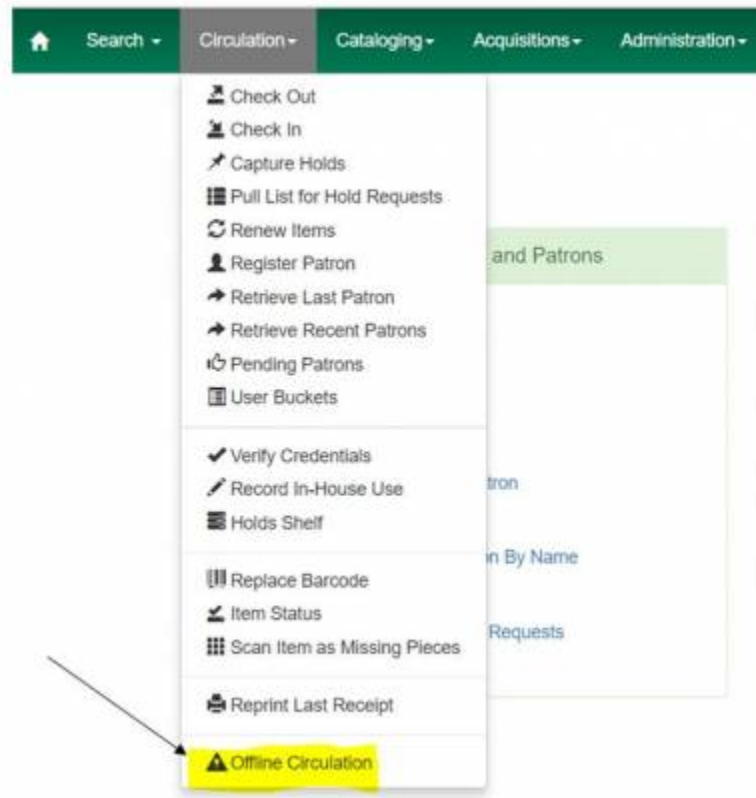 Search Circulation Cataloging Acquisitions Administration
Check Out
Check In
Capture Holds
Pull List for Hold Requests
Renew Items
Register Patron
and Patrons
Retrieve Last Patron
Retrieve Recent Patrons
Pending Patrons
User Buckets
Verify Credentials
Record In-House Use
tron
Holds Shelf
n By Name
Replace Barcode
Item Status
Requests
Scan Item as Missing Pieces
Reprint Last Receipt
Offline Circulation